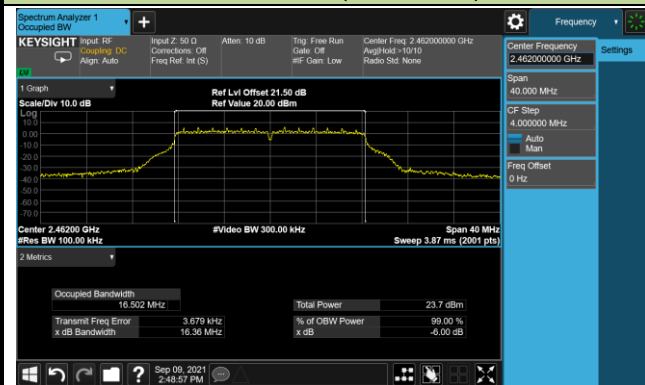 Spectrum Analyzer 1
Occupied BW
Frequency
KEYSIGHT
Input: RF
Coupling: DC
Align: Auto
Input Z: 50 Ω
Corrections: Off
Freq Ref: Int (S)
Atten: 10 dB
Trig: Free Run
Gate: Off
#IF Gain: Low
Center Freq: 2.462000000 GHz
Avg|Hold:>10/10
Radio Std: None
LV
Center Frequency
2.462000000 GHz
Settings
Span
40.000 MHz
CF Step
4.000000 MHz
Auto
Man
Freq Offset
0 Hz
1 Graph
Scale/Div 10.0 dB
Ref Lvl Offset 21.50 dB
Ref Value 20.00 dBm
Log
10.0
0.00
-10.0
-20.0
-30.0
-40.0
-50.0
-60.0
-70.0
Center 2.46200 GHz
#Res BW 100.00 kHz
#Video BW 300.00 kHz
Span 40 MHz
Sweep 3.87 ms (2001 pts)
2 Metrics
Occupied Bandwidth
16.502 MHz
Total Power 23.7 dBm
Transmit Freq Error 3.679 kHz
% of OBW Power 99.00 %
x dB Bandwidth 16.36 MHz
x dB -6.00 dB
Sep 09, 2021
2:48:57 PM